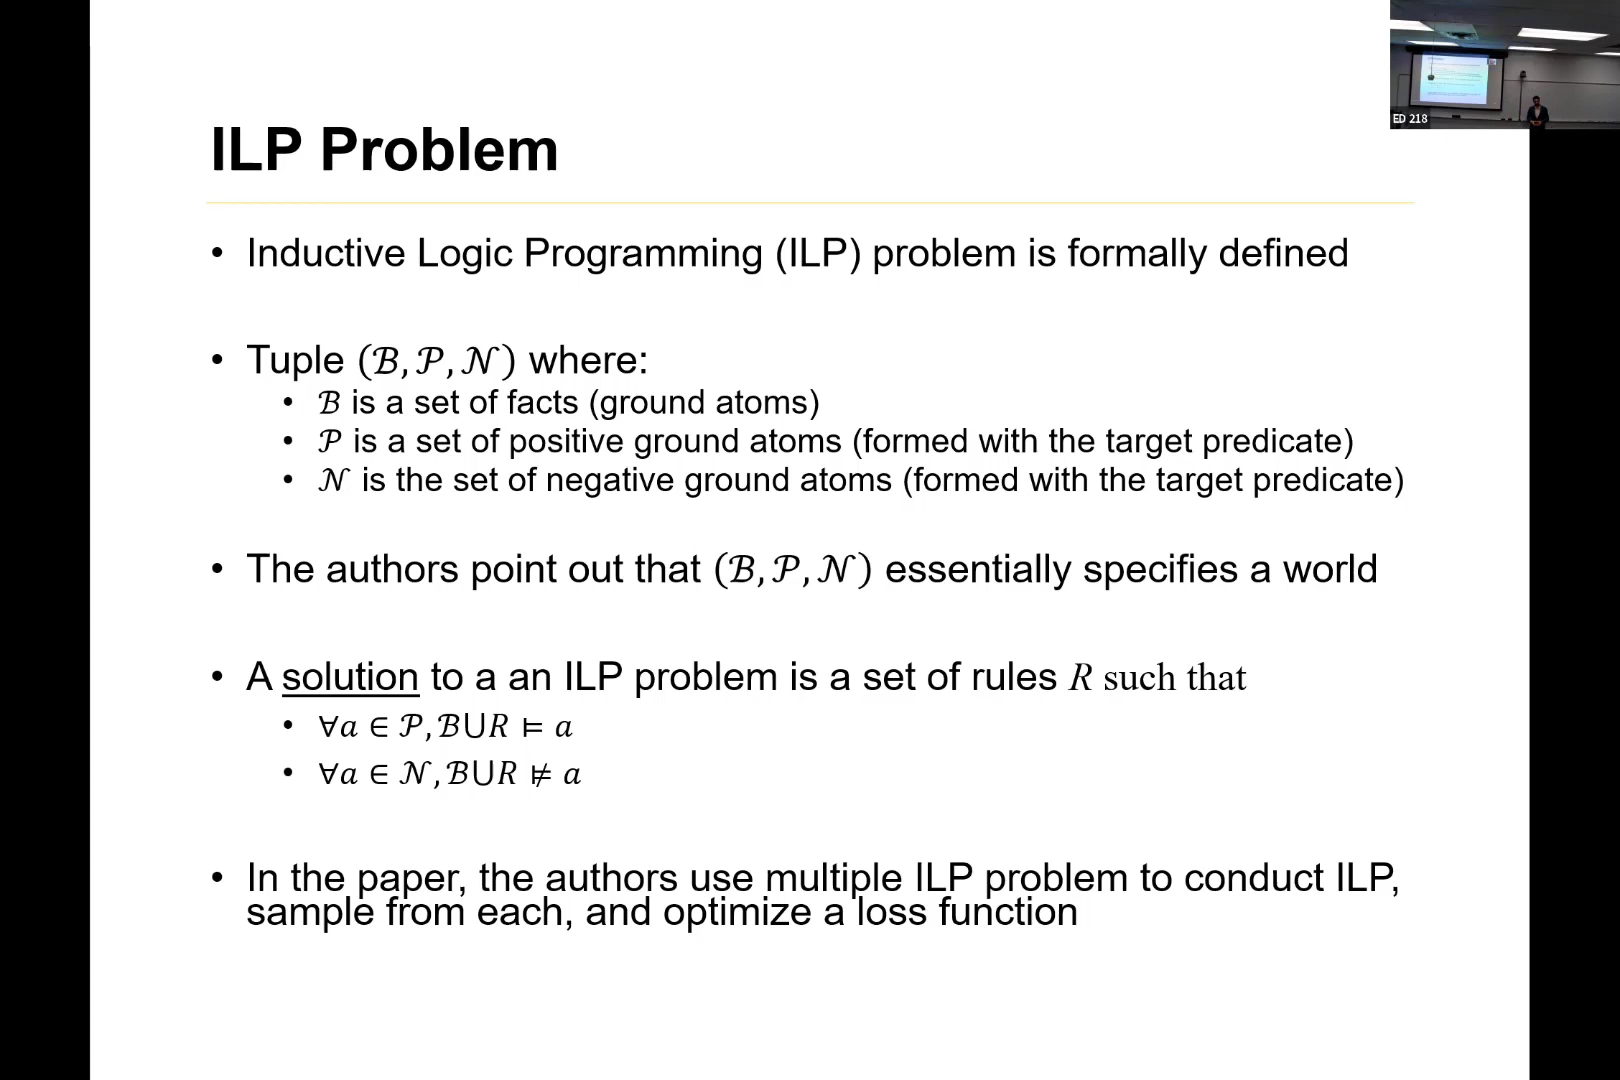 ED 218
ILP Problem
• Inductive Logic Programming (ILP) problem is formally defined
• Tuple (ℬ, 𝒫, 𝒩) where:
• ℬ is a set of facts (ground atoms)
• 𝒫 is a set of positive ground atoms (formed with the target predicate)
• 𝒩 is the set of negative ground atoms (formed with the target predicate)
• The authors point out that (ℬ, 𝒫, 𝒩) essentially specifies a world
• A solution to a an ILP problem is a set of rules R such that
• ∀a ∈ 𝒫, ℬ⋃R ⊨ a
• ∀a ∈ 𝒩, ℬ⋃R ⊭ a
• In the paper, the authors use multiple ILP problem to conduct ILP,
sample from each, and optimize a loss function